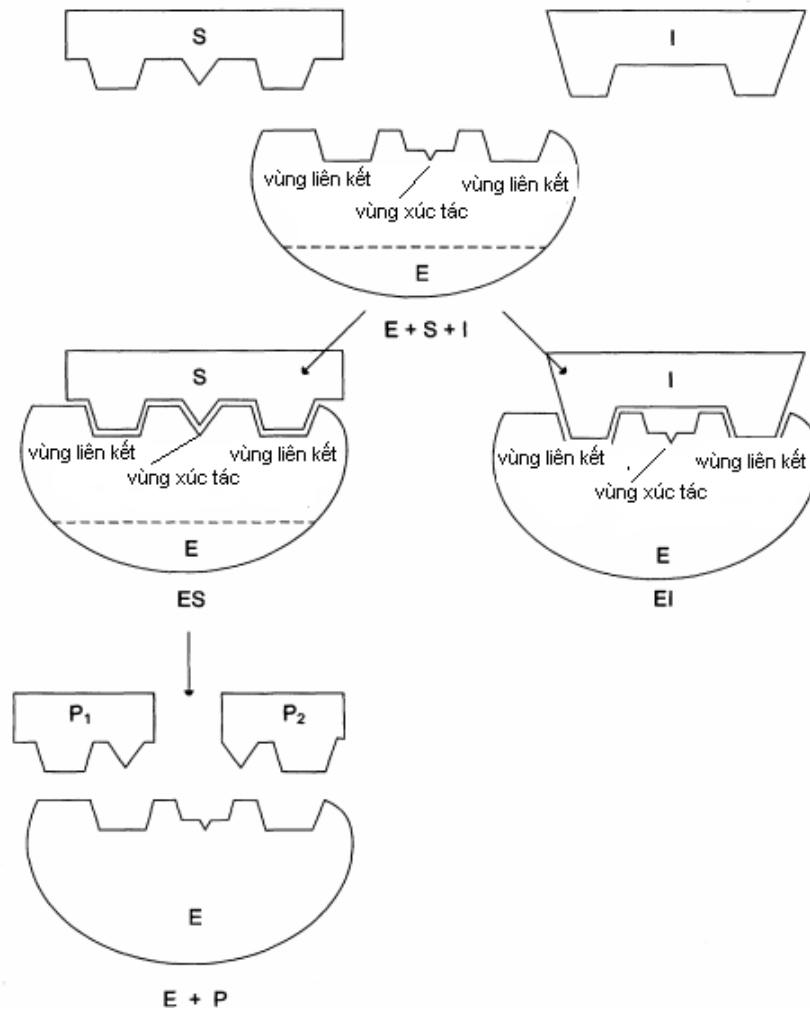 S
I
vùng liên kết
vùng liên kết
vùng xúc tác
E
E + S + I
S
I
vùng liên kết
vùng liên kết
vùng xúc tác
E
ES
vùng liên kết
vùng liên kết
vùng xúc tác
E
EI
P₁
P₂
E
E + P